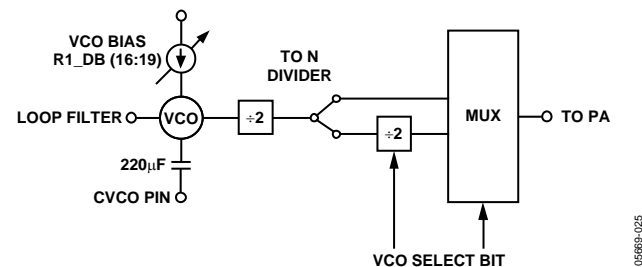 VCO BIAS
R1_DB (16:19)
TO N
DIVIDER
LOOP FILTER
VCO
÷2
÷2
MUX
TO PA
220μF
CVCO PIN
VCO SELECT BIT
05669-025